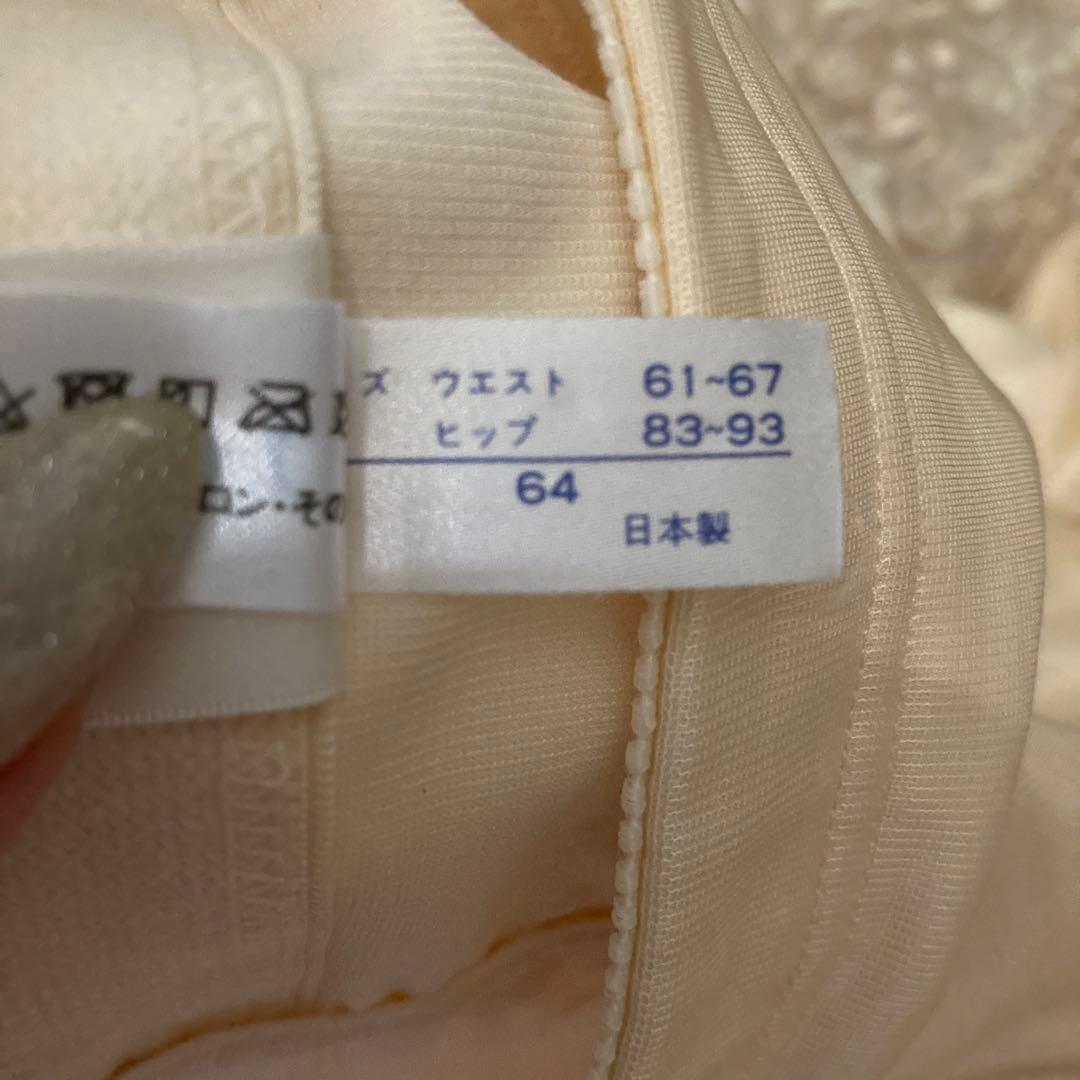 ズ ウエスト 61~67
ヒップ 83~93
64
日本製
ロン・その